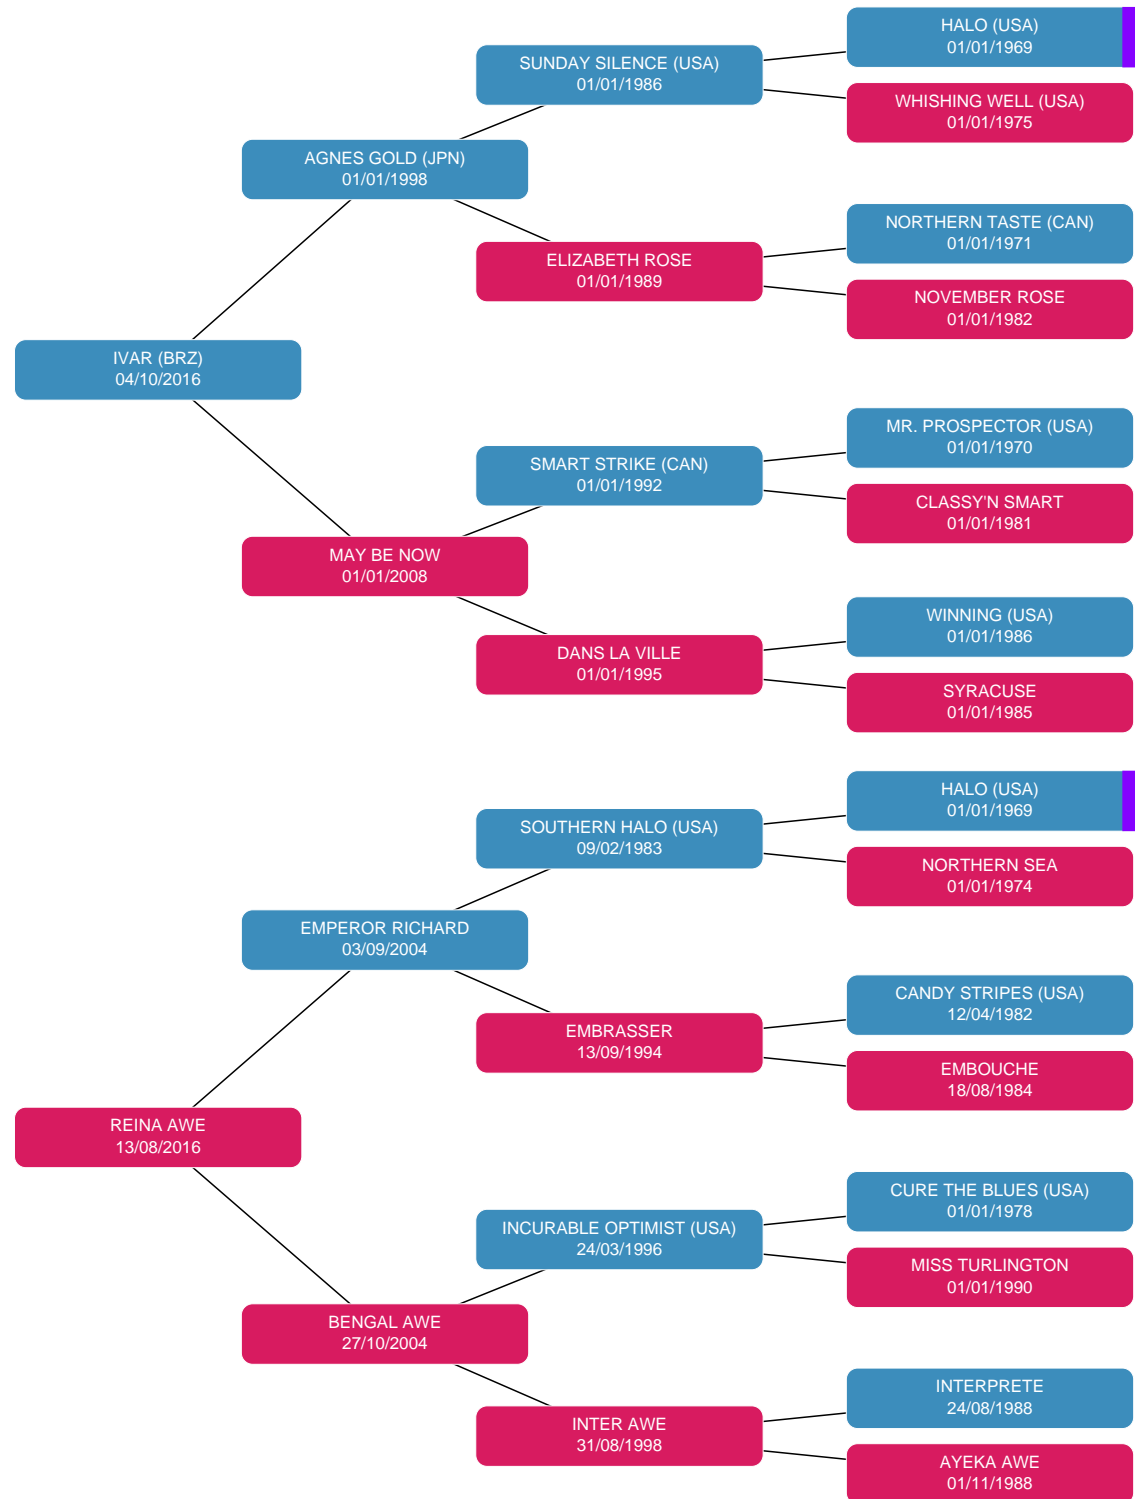 HALO (USA)
01/01/1969
SUNDAY SILENCE (USA)
01/01/1986
WHISHING WELL (USA)
01/01/1975
AGNES GOLD (JPN)
01/01/1998
NORTHERN TASTE (CAN)
01/01/1971
ELIZABETH ROSE
01/01/1989
NOVEMBER ROSE
01/01/1982
IVAR (BRZ)
04/10/2016
MR. PROSPECTOR (USA)
01/01/1970
SMART STRIKE (CAN)
01/01/1992
CLASSY'N SMART
01/01/1981
MAY BE NOW
01/01/2008
WINNING (USA)
01/01/1986
DANS LA VILLE
01/01/1995
SYRACUSE
01/01/1985
HALO (USA)
01/01/1969
SOUTHERN HALO (USA)
09/02/1983
NORTHERN SEA
01/01/1974
EMPEROR RICHARD
03/09/2004
CANDY STRIPES (USA)
12/04/1982
EMBRASSER
13/09/1994
EMBOUCHE
18/08/1984
REINA AWE
13/08/2016
CURE THE BLUES (USA)
01/01/1978
INCURABLE OPTIMIST (USA)
24/03/1996
MISS TURLINGTON
01/01/1990
BENGAL AWE
27/10/2004
INTERPRETE
24/08/1988
INTER AWE
31/08/1998
AYEKA AWE
01/11/1988